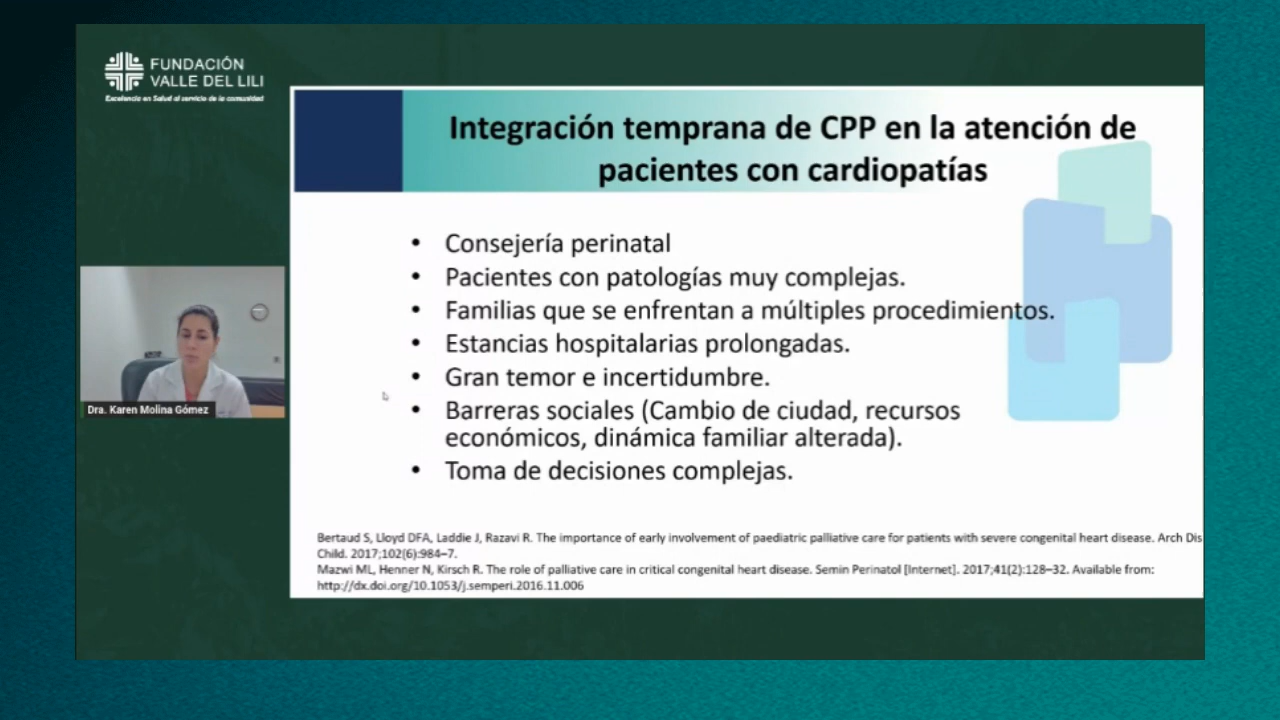 FUNDACIÓN
VALLE DEL LILI
Excelencia en Salud al servicio de la comunidad
Integración temprana de CPP en la atención de
pacientes con cardiopatías
• Consejería perinatal
• Pacientes con patologías muy complejas.
• Familias que se enfrentan a múltiples procedimientos.
• Estancias hospitalarias prolongadas.
• Gran temor e incertidumbre.
• Barreras sociales (Cambio de ciudad, recursos
económicos, dinámica familiar alterada).
• Toma de decisiones complejas.
Dra. Karen Molina Gómez
Bertaud S, Lloyd DFA, Laddie J, Razavi R. The importance of early involvement of paediatric palliative care for patients with severe congenital heart disease. Arch Dis
Child. 2017;102(6):984–7.
Mazwi ML, Henner N, Kirsch R. The role of palliative care in critical congenital heart disease. Semin Perinatol [Internet]. 2017;41(2):128–32. Available from:
http://dx.doi.org/10.1053/j.semperi.2016.11.006